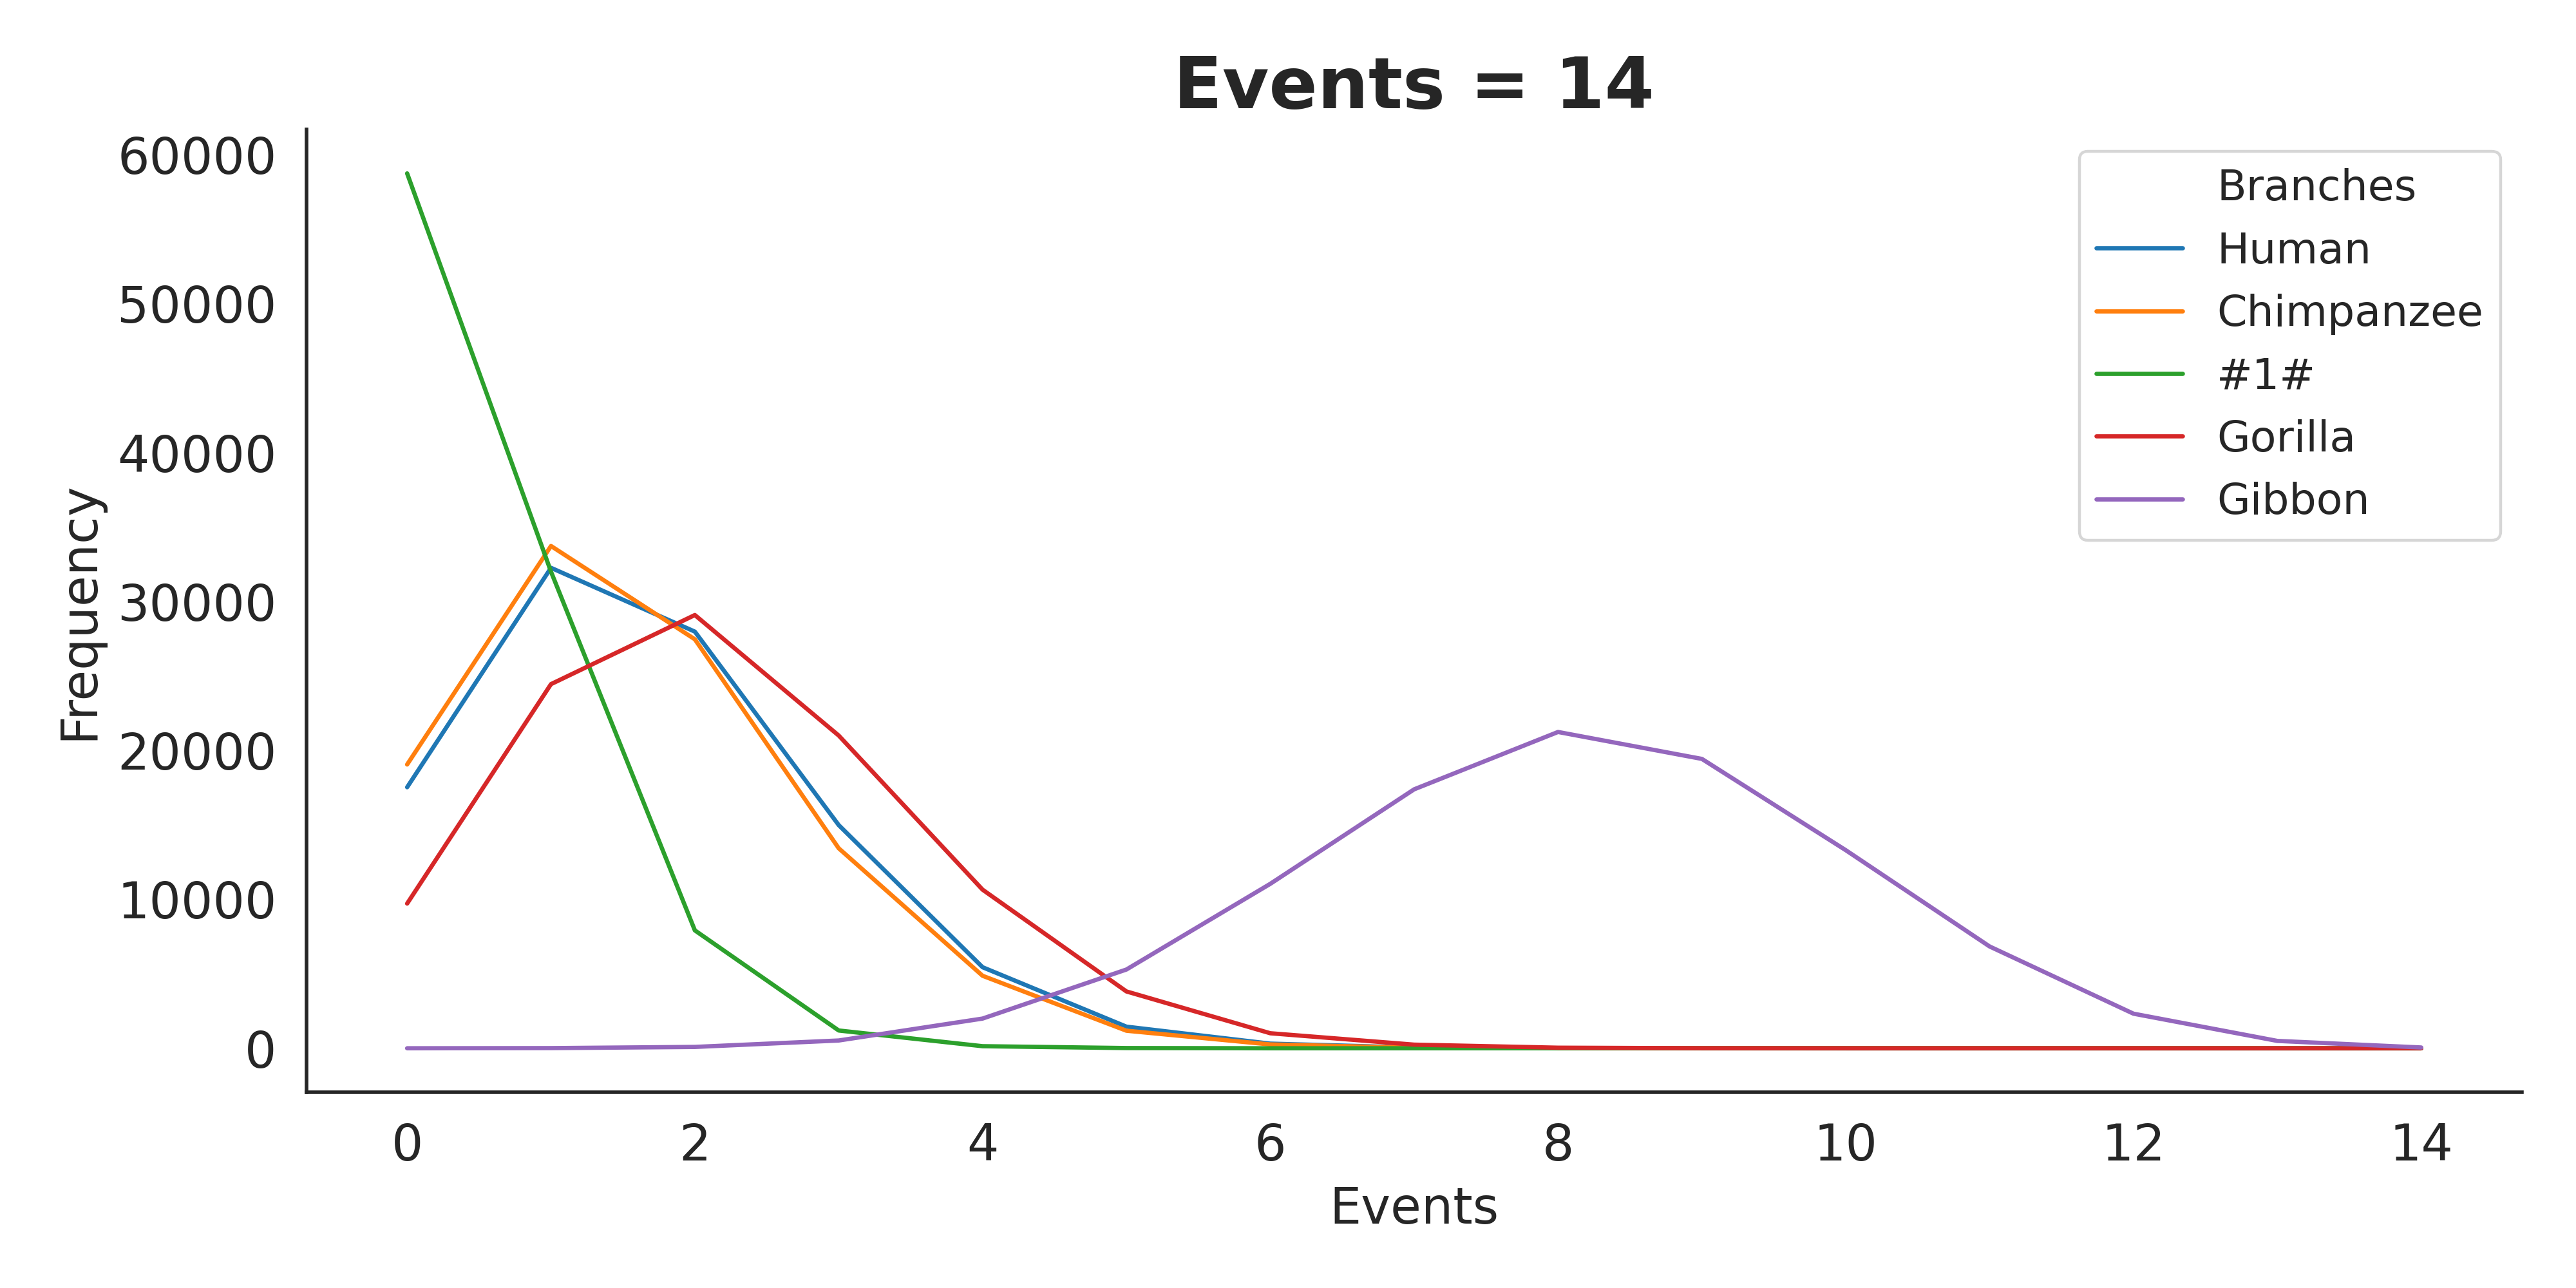 Events = 14
60000
50000
40000
30000
20000
10000
0
Frequency
Branches
Human
Chimpanzee
#1#
Gorilla
Gibbon
0 2 4 6 8 10 12 14
Events